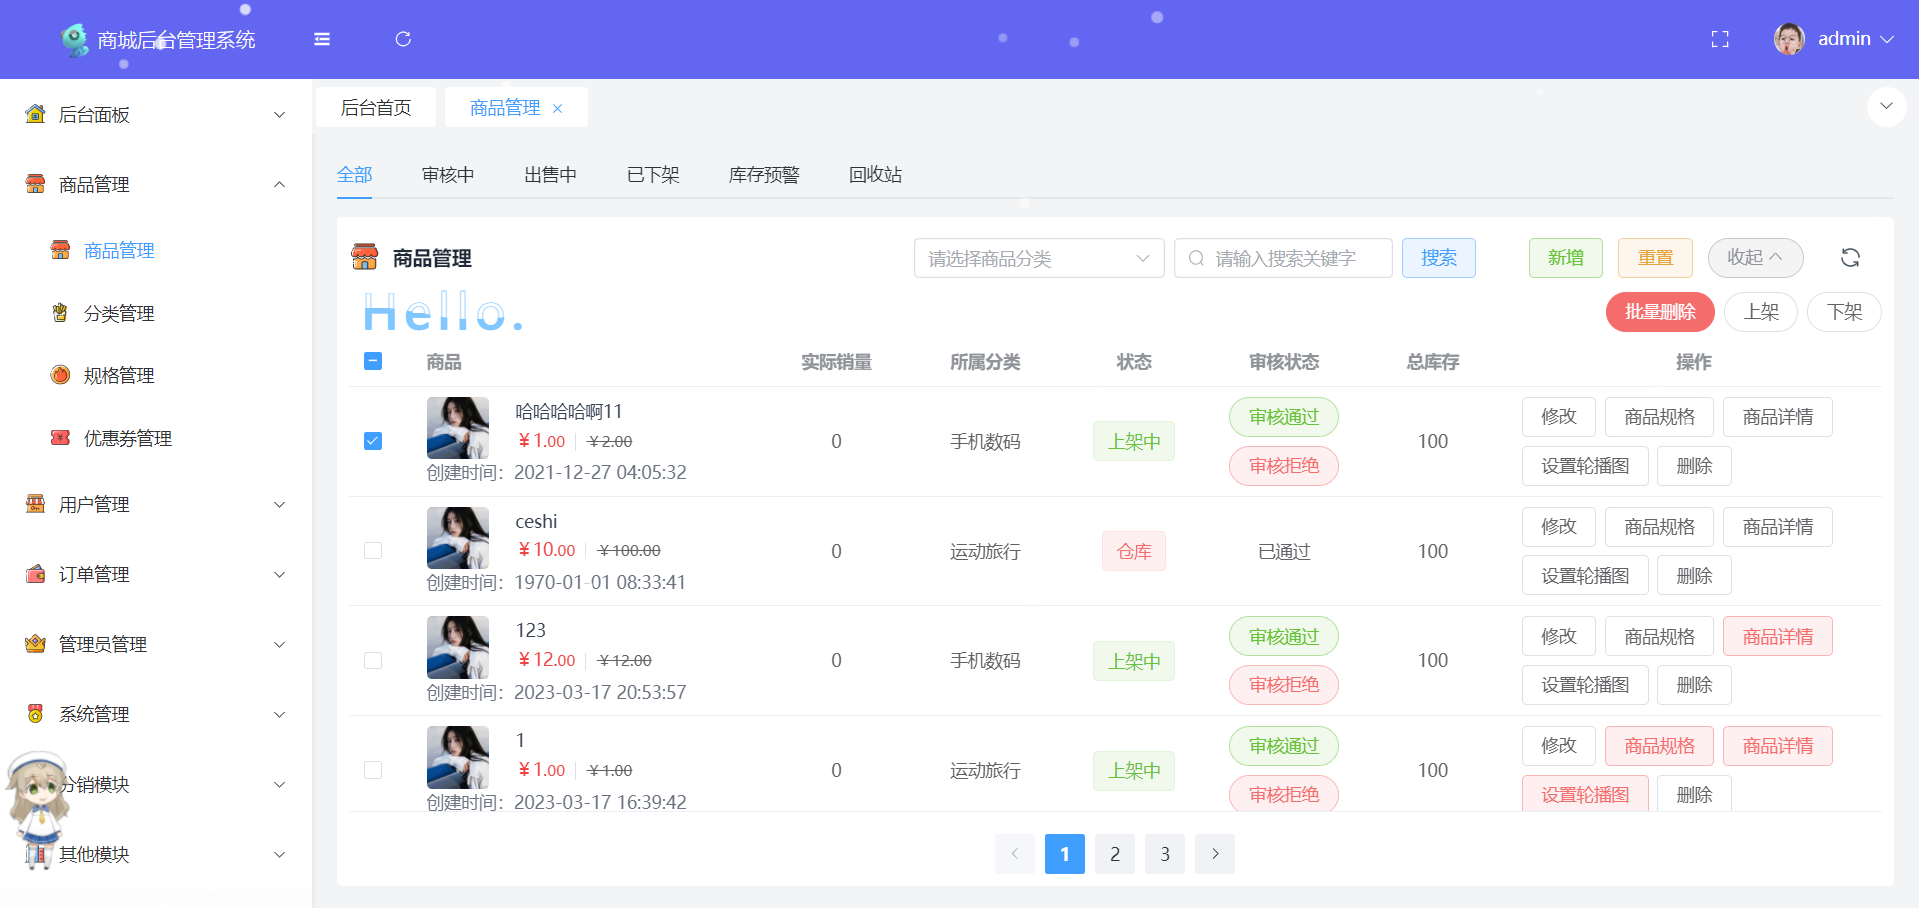 商城后台管理系统
admin
后台面板
商品管理
商品管理
分类管理
规格管理
优惠券管理
用户管理
订单管理
管理员管理
系统管理
分销模块
其他模块
后台首页
商品管理
全部
审核中
出售中
已下架
库存预警
回收站
商品管理
请选择商品分类
请输入搜索关键字
搜索
新增
重置
收起
Hello.
批量删除
上架
下架
商品
实际销量
所属分类
状态
审核状态
总库存
操作
哈哈哈哈啊11
¥1.00
¥2.00
创建时间：2021-12-27 04:05:32
0
手机数码
上架中
审核通过
审核拒绝
100
修改
商品规格
商品详情
设置轮播图
删除
ceshi
¥10.00
¥100.00
创建时间：1970-01-01 08:33:41
0
运动旅行
仓库
已通过
100
修改
商品规格
商品详情
设置轮播图
删除
123
¥12.00
¥12.00
创建时间：2023-03-17 20:53:57
0
手机数码
上架中
审核通过
审核拒绝
100
修改
商品规格
商品详情
设置轮播图
删除
1
¥1.00
¥1.00
创建时间：2023-03-17 16:39:42
0
运动旅行
上架中
审核通过
审核拒绝
100
修改
商品规格
商品详情
设置轮播图
删除
1
2
3